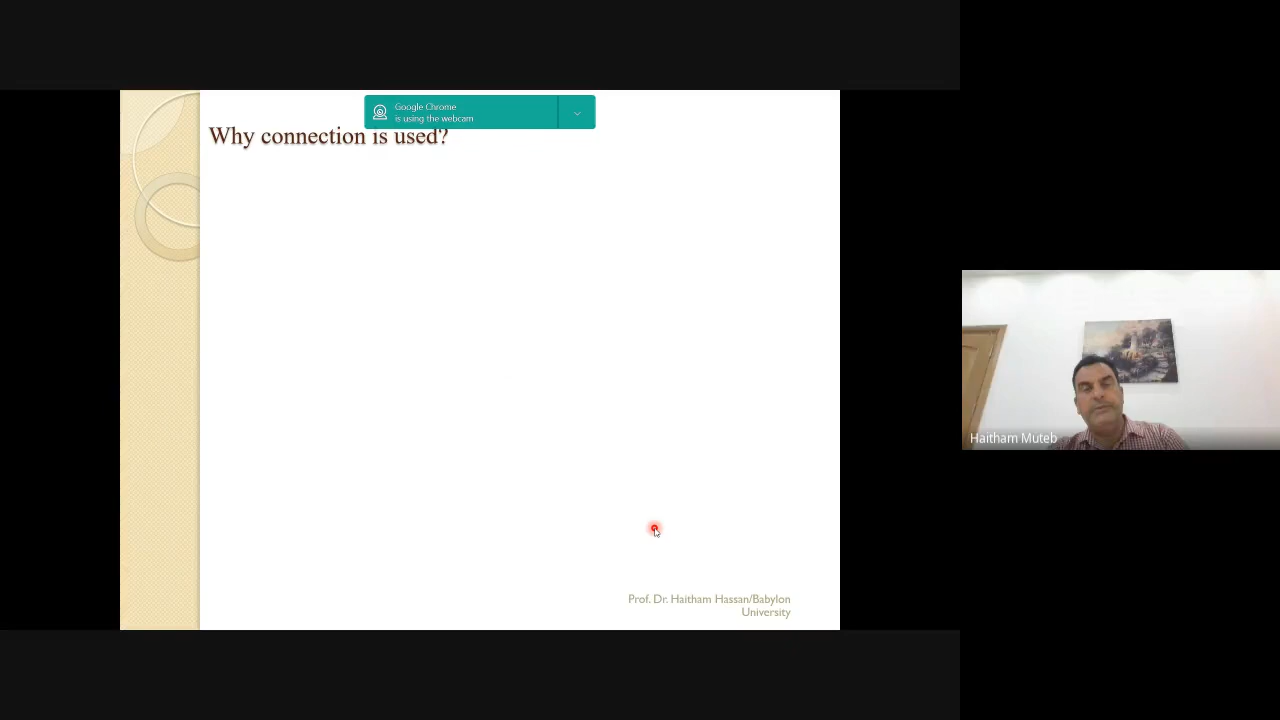 Google Chrome
is using the webcam
Why connection is used?
Haitham Muteb
Prof. Dr. Haitham Hassan/Babylon
University